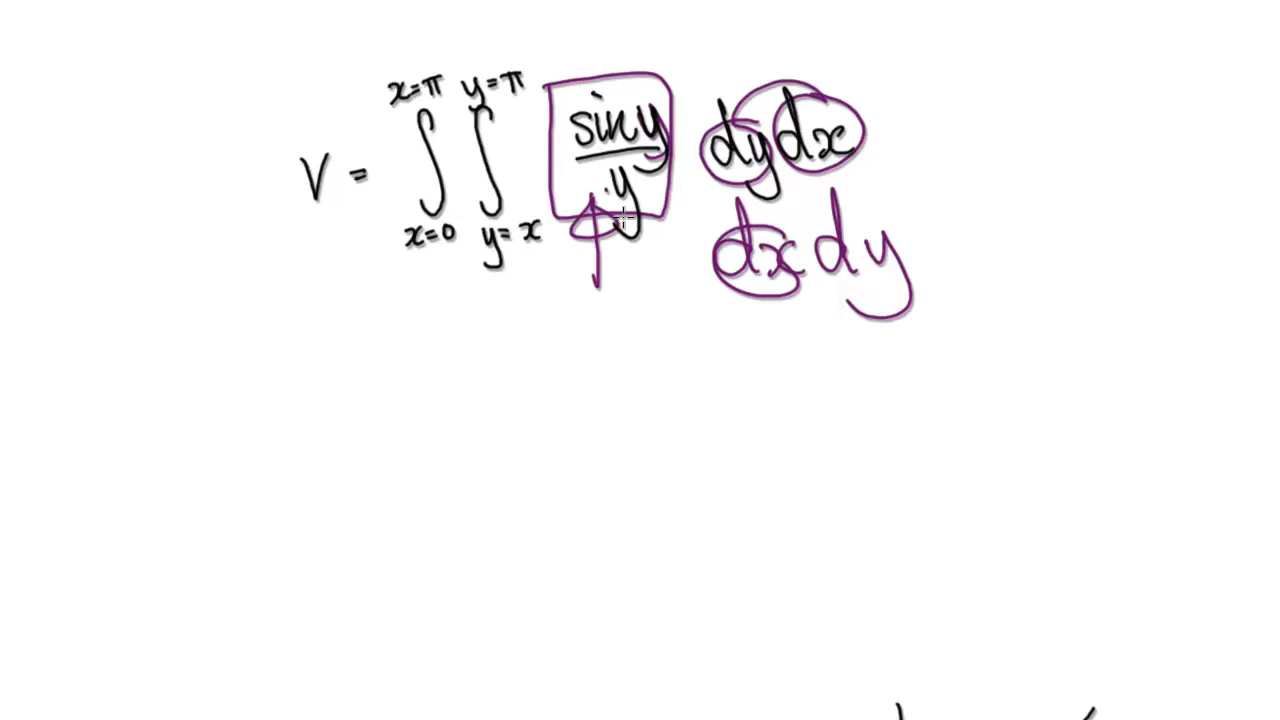 x=π y=π
V = ∫ ∫ sin y / y dy dx
x=0 y=x
dx dy